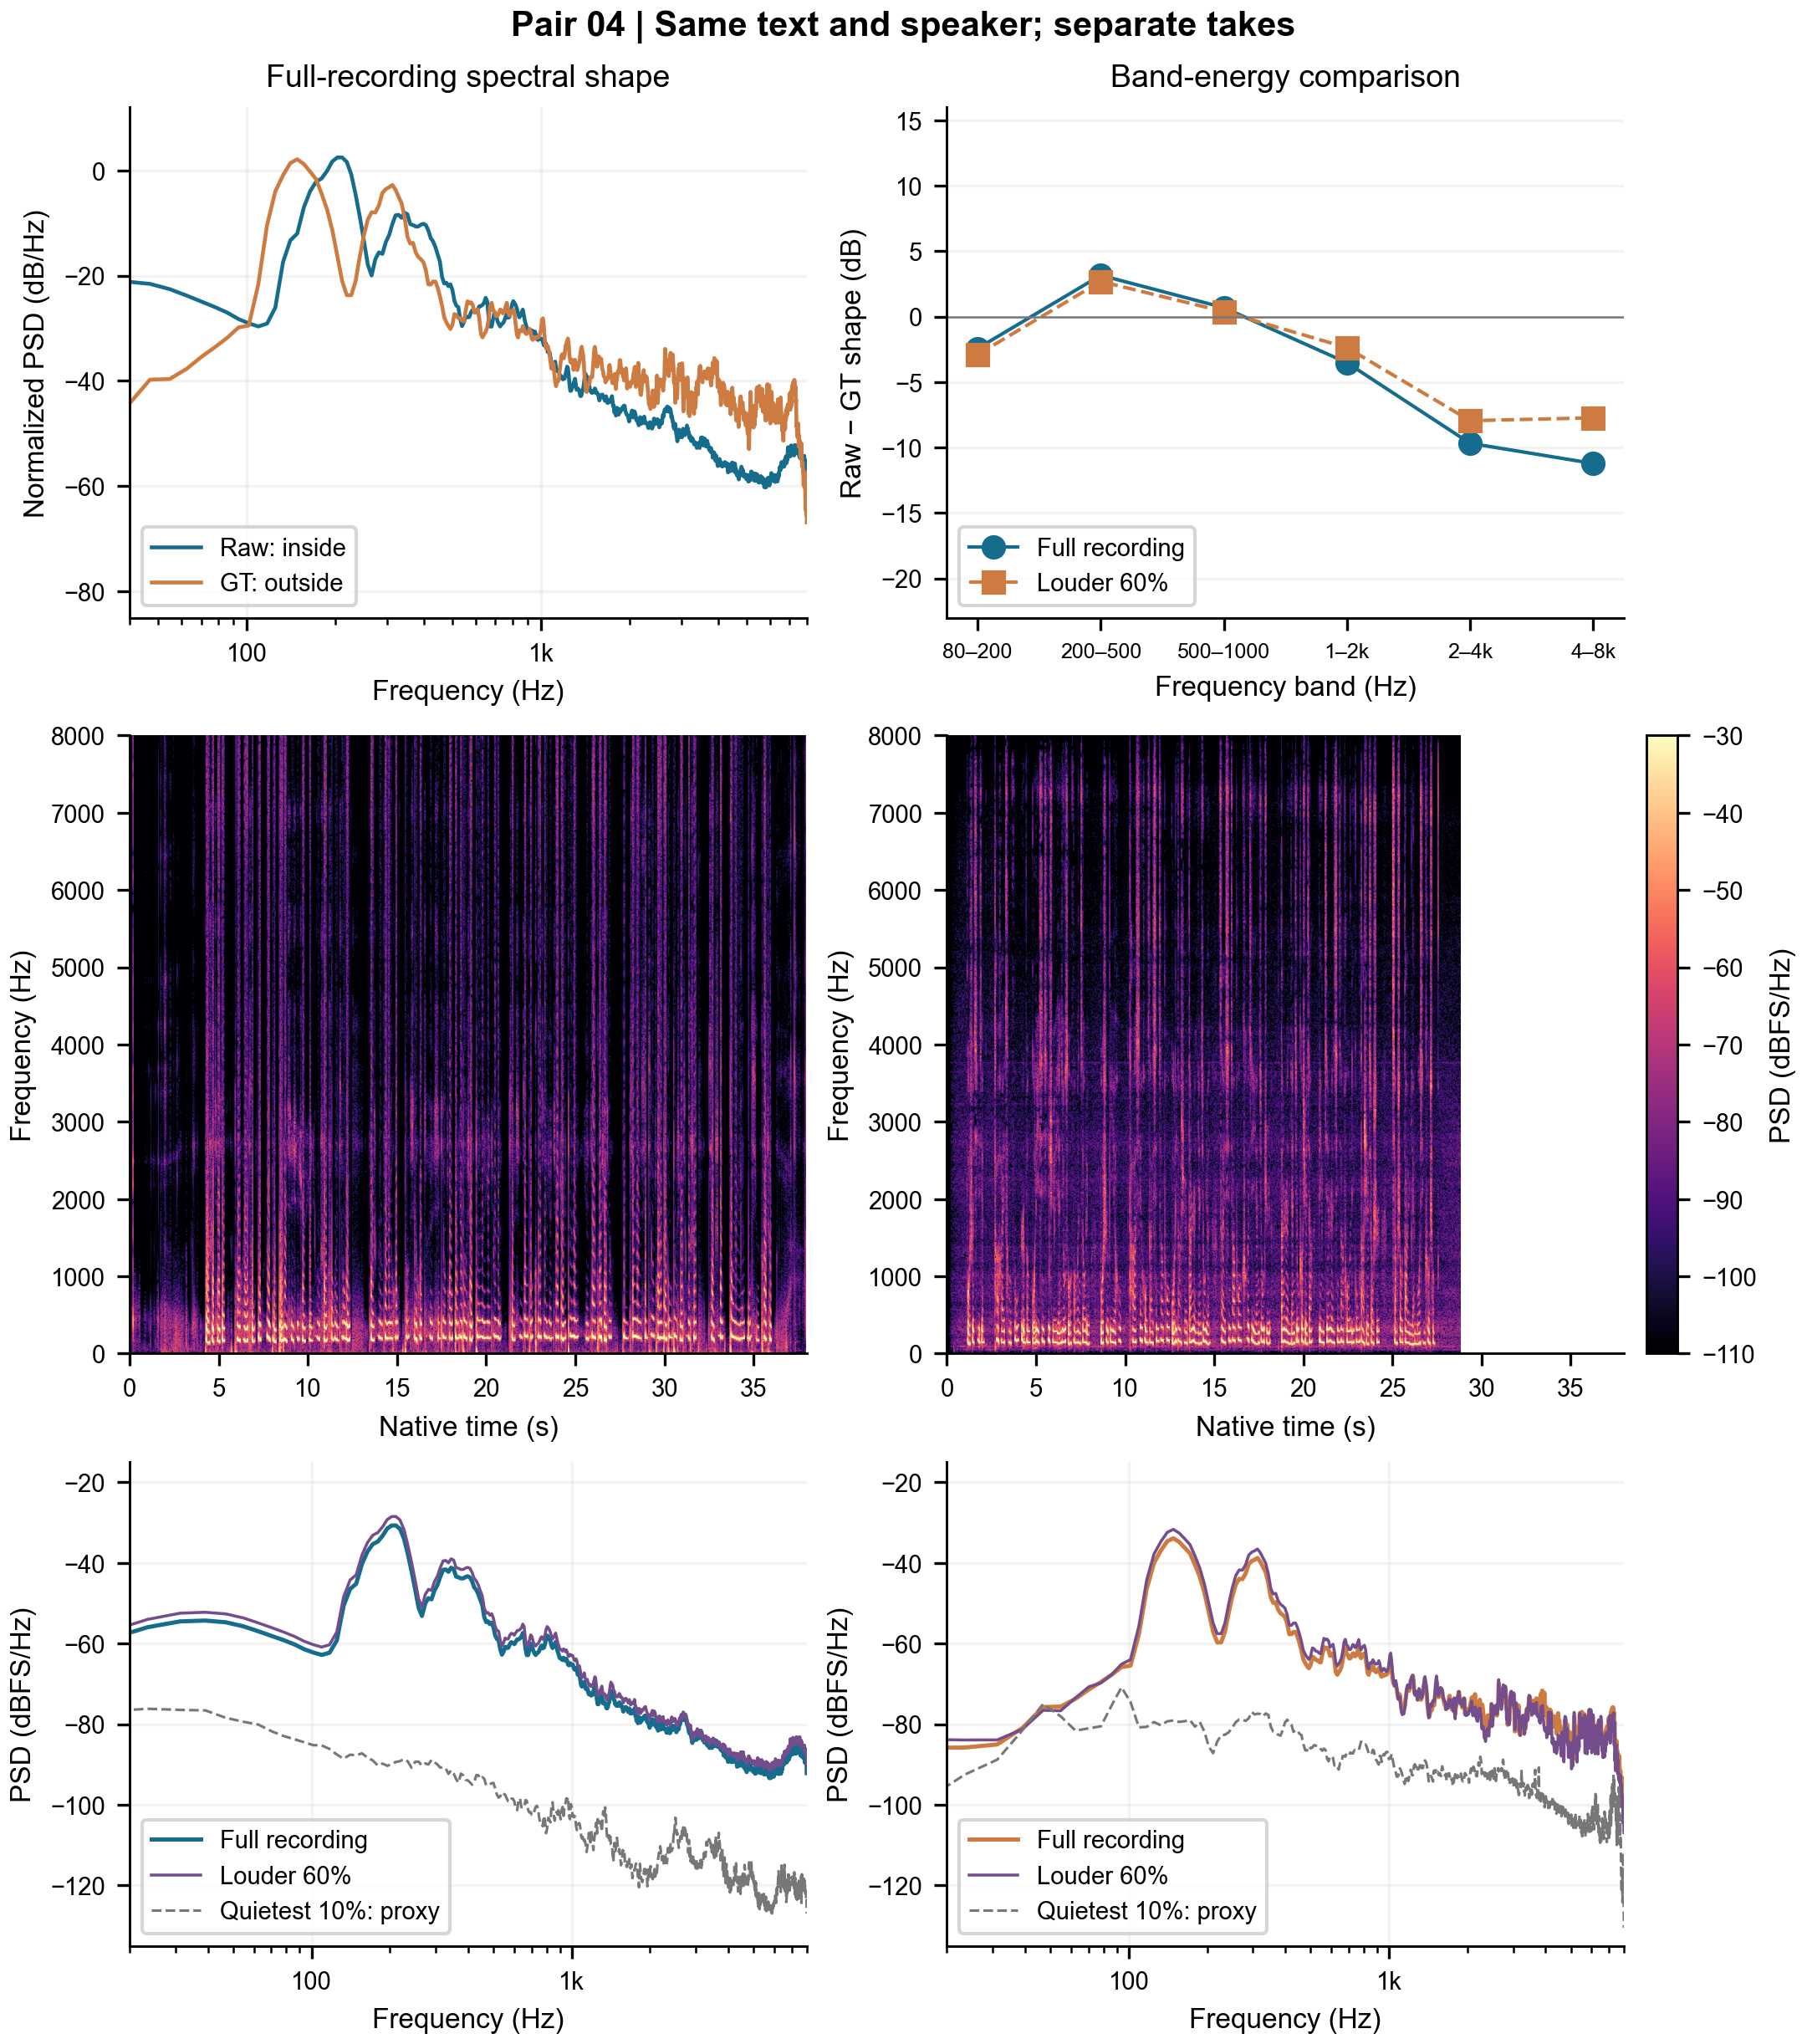 Pair 04 | Same text and speaker; separate takes
Full-recording spectral shape
Normalized PSD (dB/Hz)
0
−20
−40
−60
−80
Raw: inside
GT: outside
100
1k
Frequency (Hz)
Band-energy comparison
Raw − GT shape (dB)
15
10
5
0
−5
−10
−15
−20
Full recording
Louder 60%
80–200
200–500
500–1000
1–2k
2–4k
4–8k
Frequency band (Hz)
Frequency (Hz)
8000
7000
6000
5000
4000
3000
2000
1000
0
0
5
10
15
20
25
30
35
Native time (s)
Frequency (Hz)
8000
7000
6000
5000
4000
3000
2000
1000
0
0
5
10
15
20
25
30
35
Native time (s)
−30
−40
−50
−60
−70
−80
−90
−100
−110
PSD (dBFS/Hz)
PSD (dBFS/Hz)
−20
−40
−60
−80
−100
−120
Full recording
Louder 60%
Quietest 10%: proxy
100
1k
Frequency (Hz)
PSD (dBFS/Hz)
−20
−40
−60
−80
−100
−120
Full recording
Louder 60%
Quietest 10%: proxy
100
1k
Frequency (Hz)